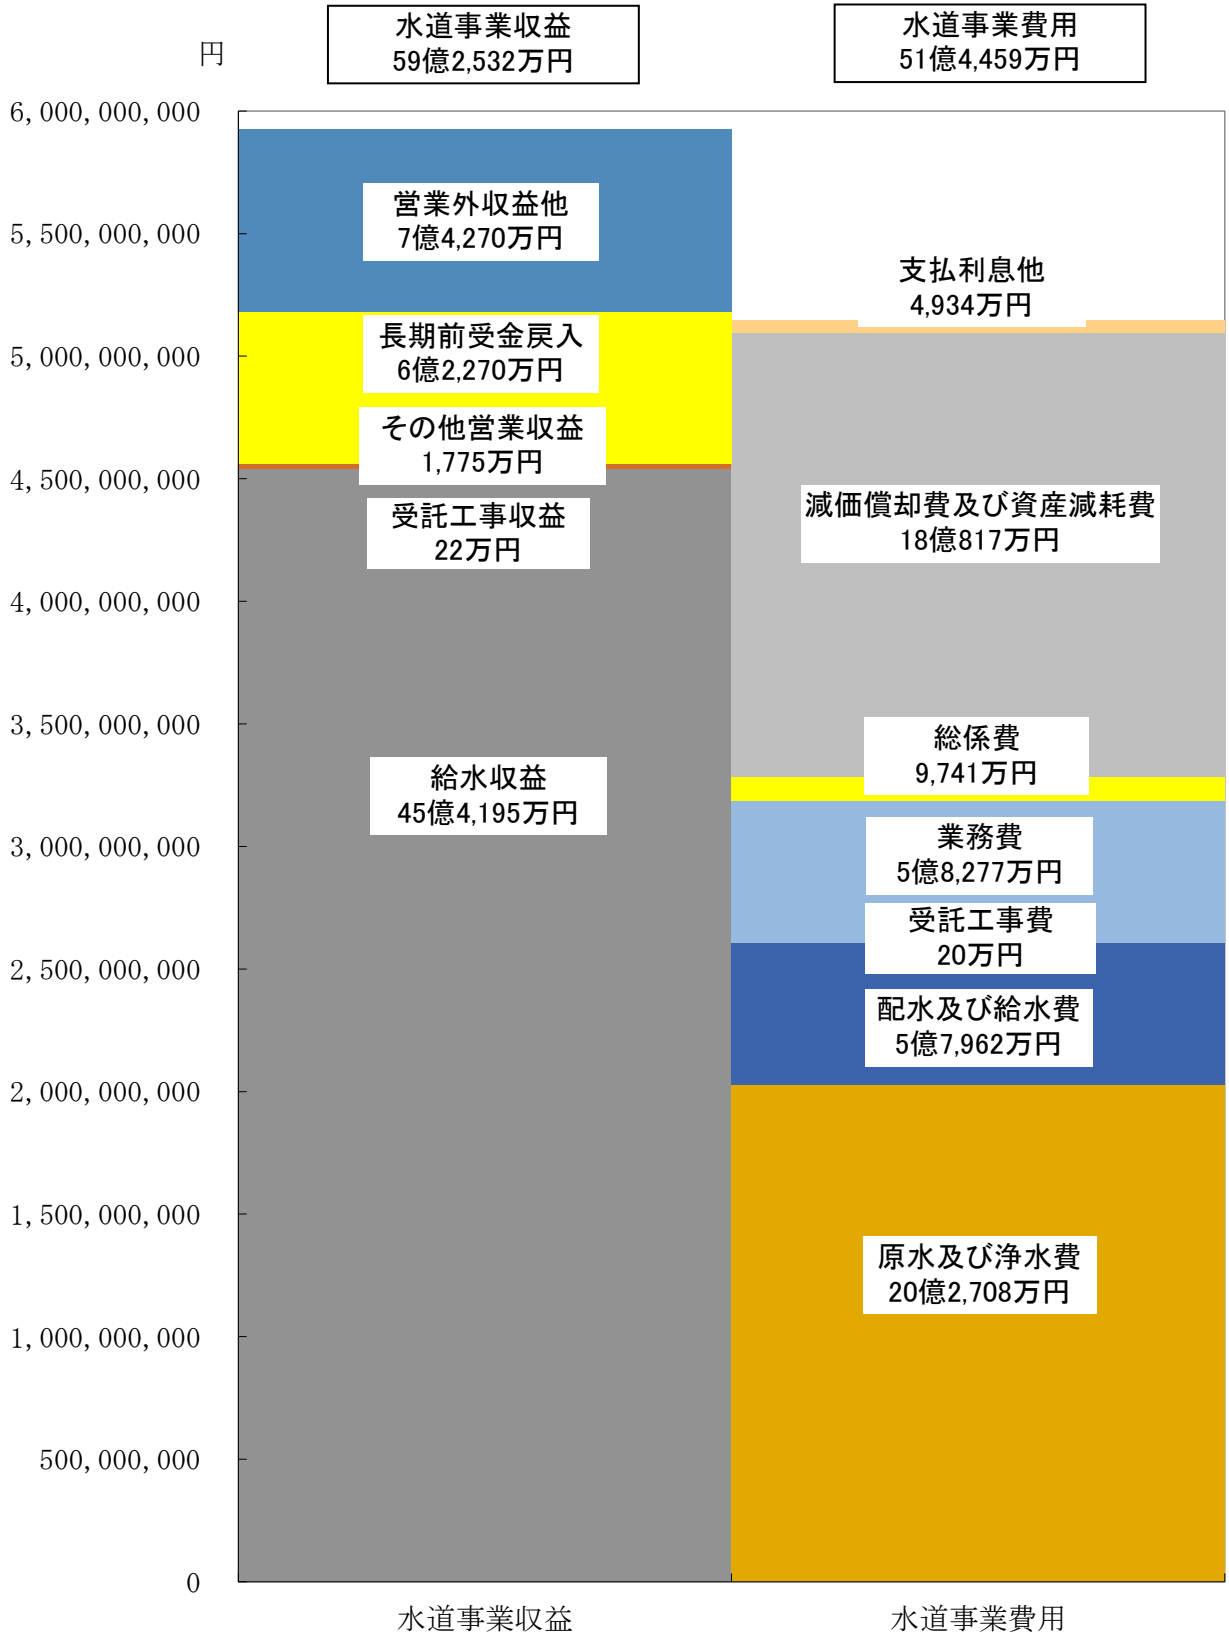 水道事業収益
59億2,532万円
水道事業費用
51億4,459万円
円
6,000,000,000
5,500,000,000
5,000,000,000
4,500,000,000
4,000,000,000
3,500,000,000
3,000,000,000
2,500,000,000
2,000,000,000
1,500,000,000
1,000,000,000
500,000,000
0
営業外収益他
7億4,270万円
長期前受金戻入
6億2,270万円
その他営業収益
1,775万円
受託工事収益
22万円
給水収益
45億4,195万円
支払利息他
4,934万円
減価償却費及び資産減耗費
18億817万円
総係費
9,741万円
業務費
5億8,277万円
受託工事費
20万円
配水及び給水費
5億7,962万円
原水及び浄水費
20億2,708万円
水道事業収益
水道事業費用